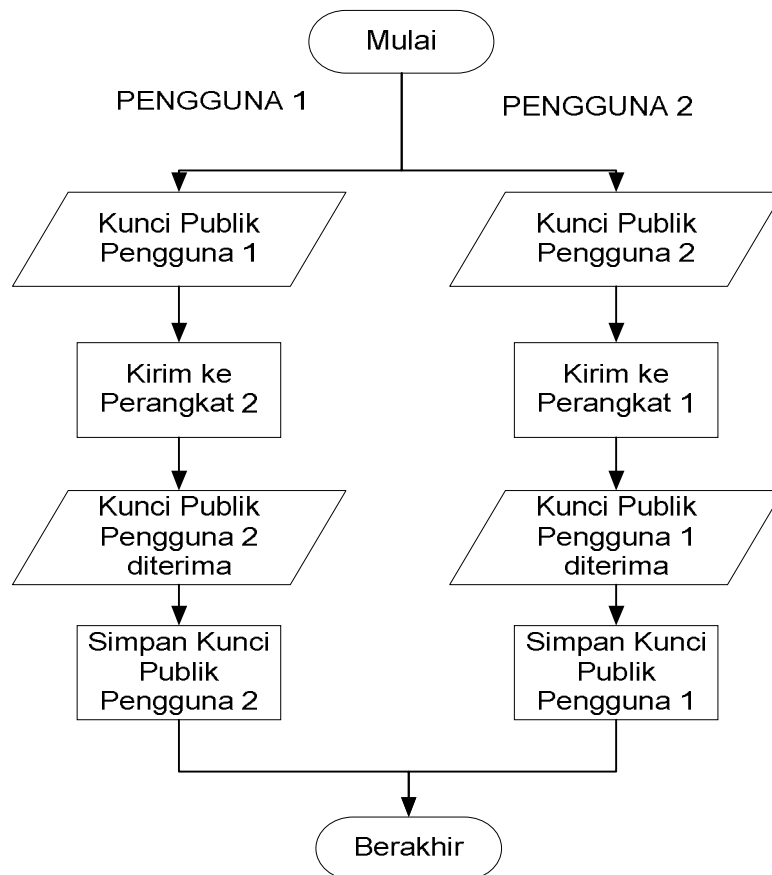 Mulai
PENGGUNA 1
PENGGUNA 2
Kunci Publik
Pengguna 1
Kunci Publik
Pengguna 2
Kirim ke
Perangkat 2
Kirim ke
Perangkat 1
Kunci Publik
Pengguna 2
diterima
Kunci Publik
Pengguna 1
diterima
Simpan Kunci
Publik
Pengguna 2
Simpan Kunci
Publik
Pengguna 1
Berakhir